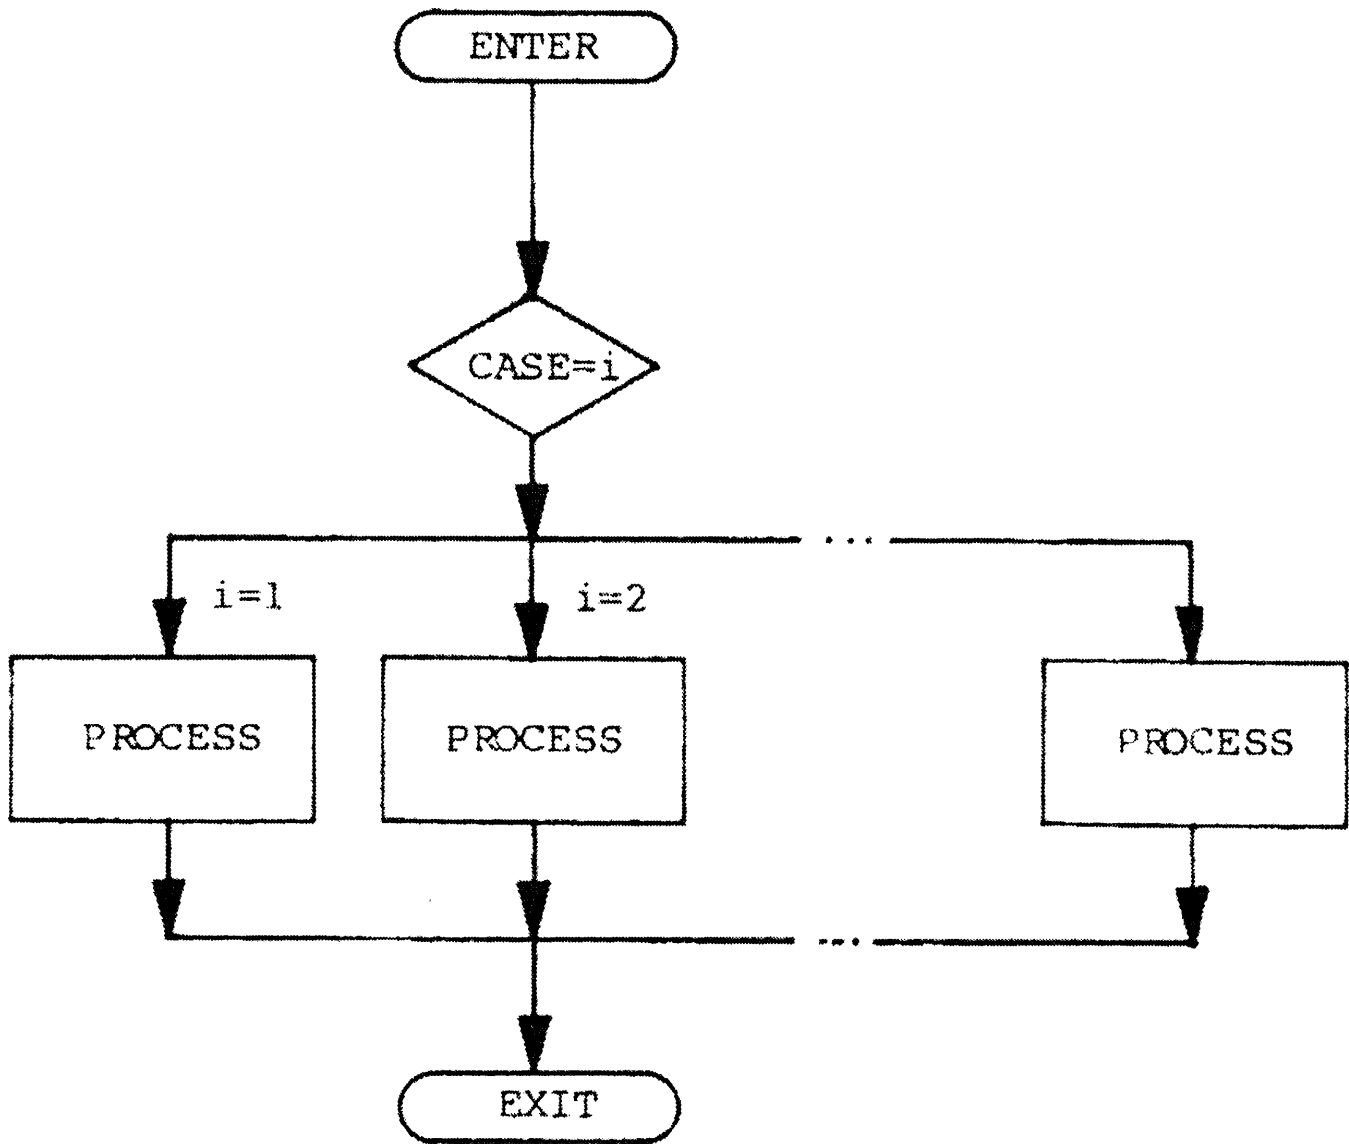 ENTER
CASE=i
i=1
i=2
...
PROCESS
PROCESS
PROCESS
...
EXIT